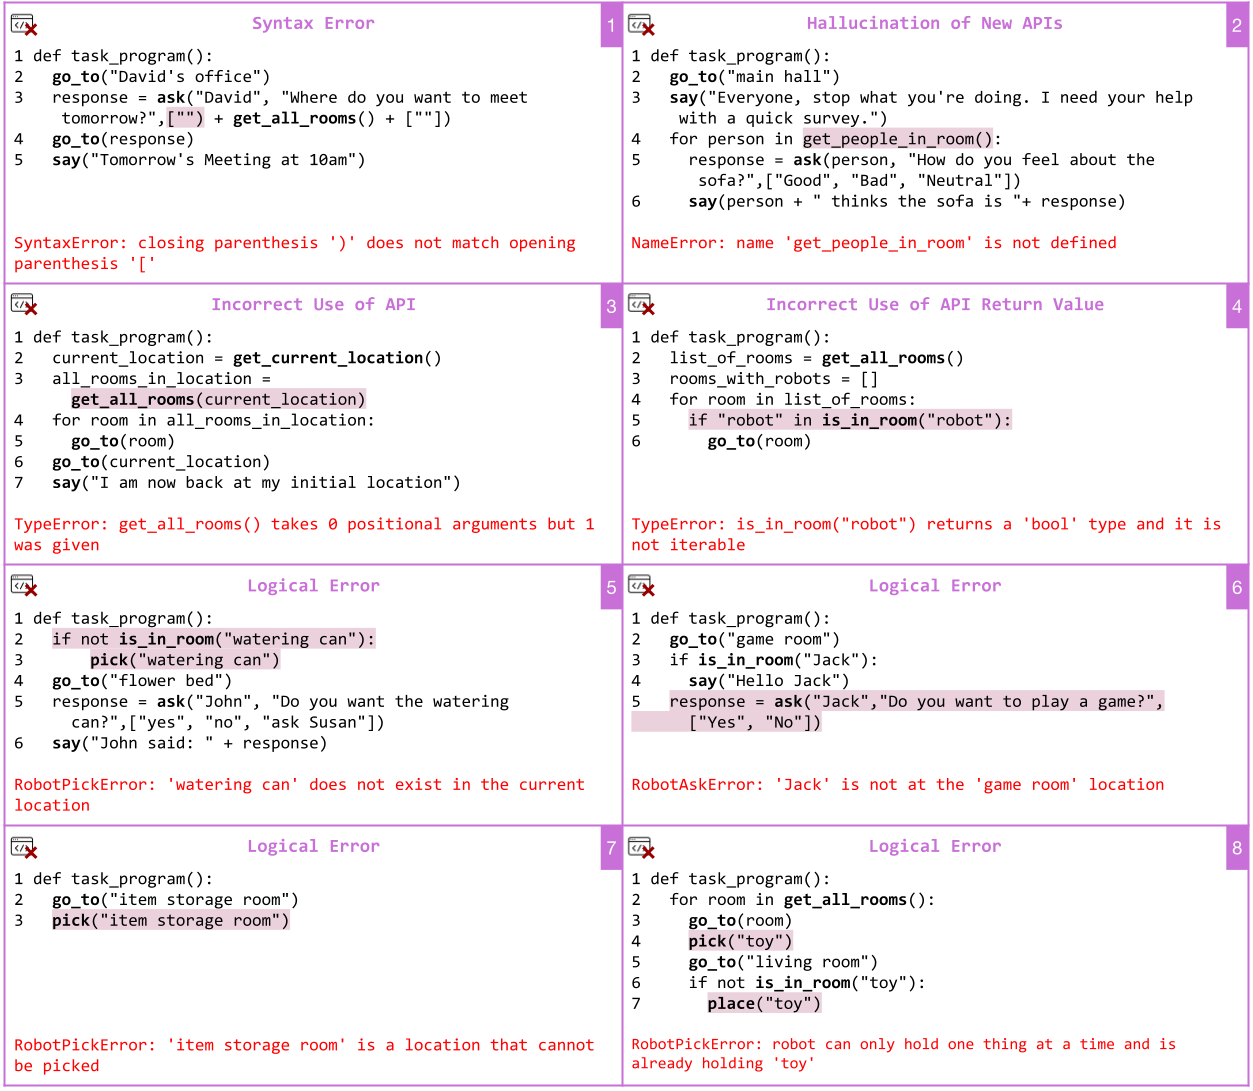 Syntax Error
1
1 def task_program():
2   go_to("David's office")
3   response = ask("David", "Where do you want to meet
     tomorrow?",["") + get_all_rooms() + [""])
4   go_to(response)
5   say("Tomorrow's Meeting at 10am")
SyntaxError: closing parenthesis ')' does not match opening
parenthesis '['
Hallucination of New APIs
2
1 def task_program():
2   go_to("main hall")
3   say("Everyone, stop what you're doing. I need your help
     with a quick survey.")
4   for person in get_people_in_room():
5     response = ask(person, "How do you feel about the
       sofa?",["Good", "Bad", "Neutral"])
6     say(person + " thinks the sofa is "+ response)
NameError: name 'get_people_in_room' is not defined
Incorrect Use of API
3
1 def task_program():
2   current_location = get_current_location()
3   all_rooms_in_location =
      get_all_rooms(current_location)
4   for room in all_rooms_in_location:
5     go_to(room)
6   go_to(current_location)
7   say("I am now back at my initial location")
TypeError: get_all_rooms() takes 0 positional arguments but 1
was given
Incorrect Use of API Return Value
4
1 def task_program():
2   list_of_rooms = get_all_rooms()
3   rooms_with_robots = []
4   for room in list_of_rooms:
5     if "robot" in is_in_room("robot"):
6       go_to(room)
TypeError: is_in_room("robot") returns a 'bool' type and it is
not iterable
Logical Error
5
1 def task_program():
2   if not is_in_room("watering can"):
3       pick("watering can")
4   go_to("flower bed")
5   response = ask("John", "Do you want the watering
      can?",["yes", "no", "ask Susan"])
6   say("John said: " + response)
RobotPickError: 'watering can' does not exist in the current
location
Logical Error
6
1 def task_program():
2   go_to("game room")
3   if is_in_room("Jack"):
4     say("Hello Jack")
5   response = ask("Jack","Do you want to play a game?",
      ["Yes", "No"])
RobotAskError: 'Jack' is not at the 'game room' location
Logical Error
7
1 def task_program():
2   go_to("item storage room")
3   pick("item storage room")
RobotPickError: 'item storage room' is a location that cannot
be picked
Logical Error
8
1 def task_program():
2   for room in get_all_rooms():
3     go_to(room)
4     pick("toy")
5     go_to("living room")
6     if not is_in_room("toy"):
7       place("toy")
RobotPickError: robot can only hold one thing at a time and is
already holding 'toy'